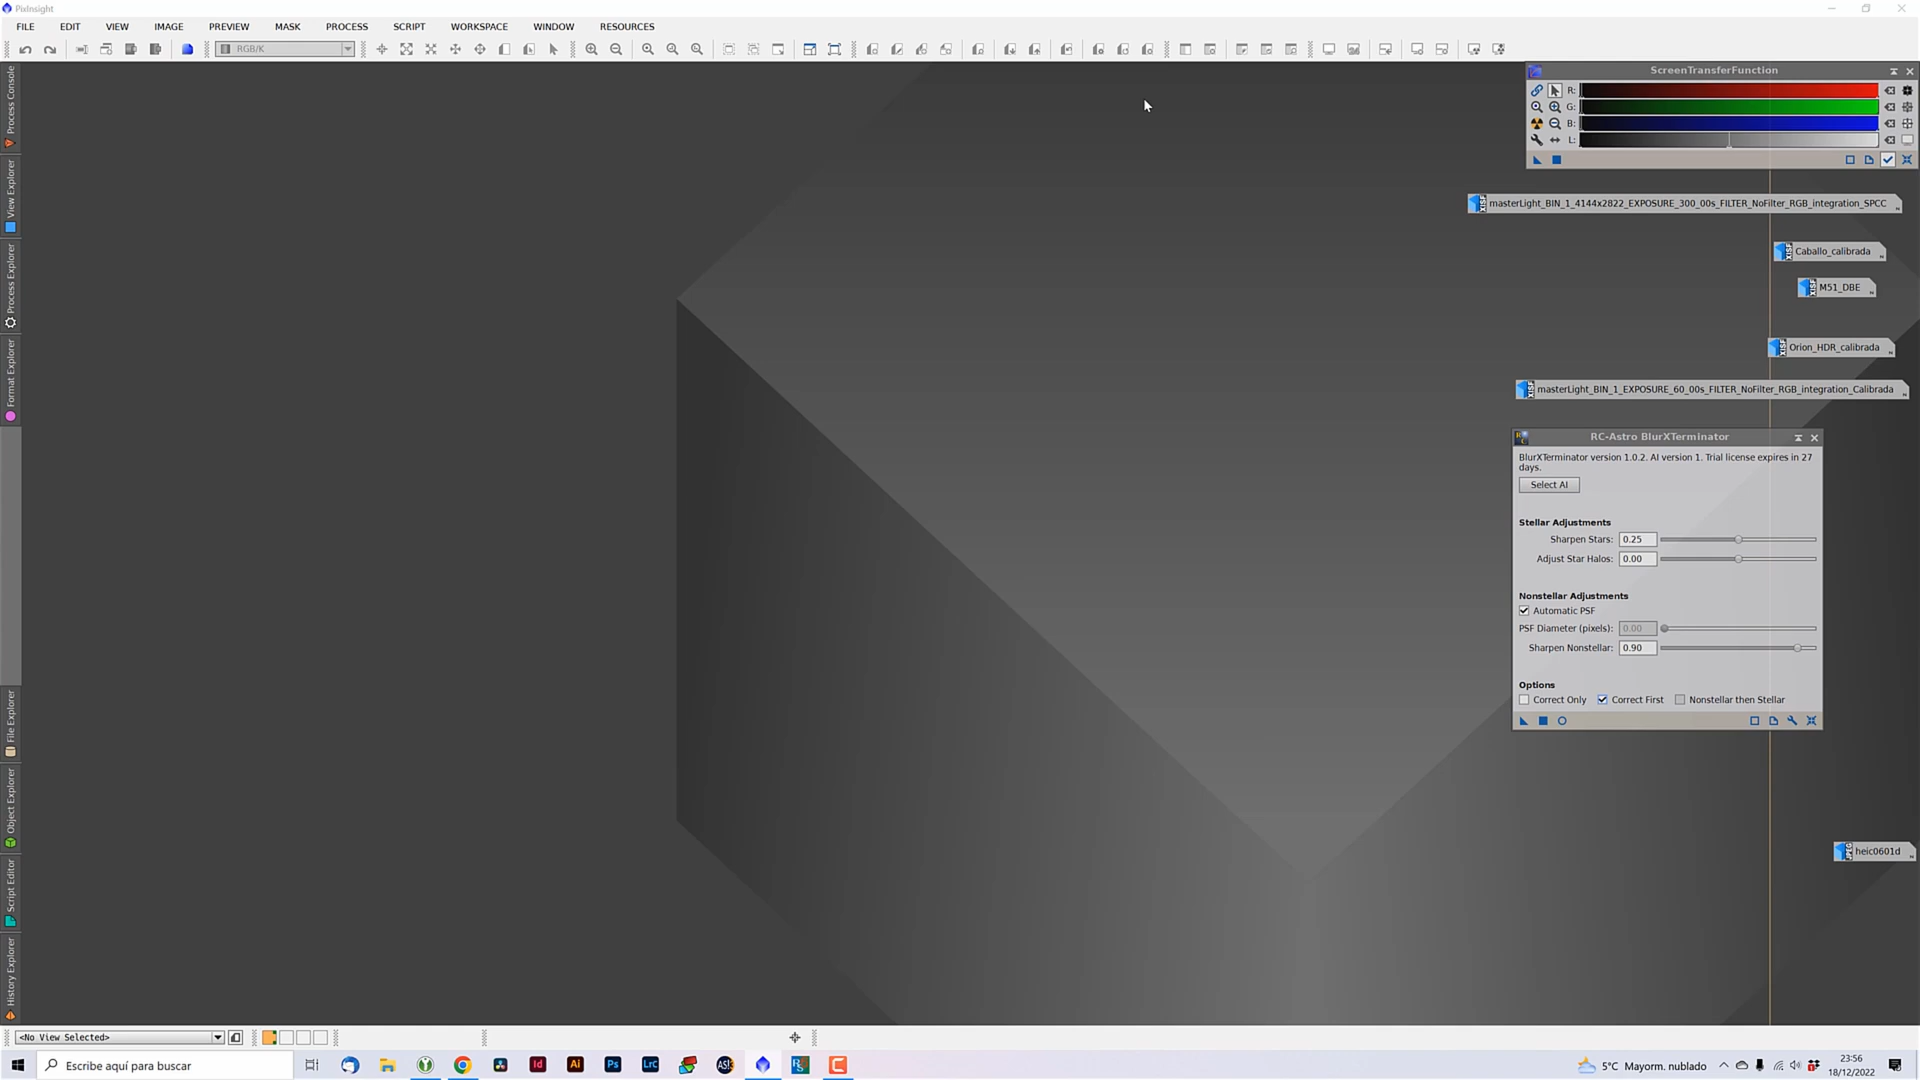 PixInsight
FILE EDIT VIEW IMAGE PREVIEW MASK PROCESS SCRIPT WORKSPACE WINDOW RESOURCES
RGB/K
Process Console
View Explorer
Process Explorer
Format Explorer
File Explorer
Object Explorer
Script Editor
History Explorer
ScreenTransferFunction
R:
G:
B:
L:
masterLight_BIN_1_4144x2822_EXPOSURE_300_00s_FILTER_NoFilter_RGB_integration_SPCC
Caballo_calibrada
M51_DBE
Orion_HDR_calibrada
masterLight_BIN_1_EXPOSURE_60_00s_FILTER_NoFilter_RGB_integration_Calibrada
RC-Astro BlurXTerminator
BlurXTerminator version 1.0.2. AI version 1. Trial license expires in 27
days.
Select AI
Stellar Adjustments
Sharpen Stars: 0.25
Adjust Star Halos: 0.00
Nonstellar Adjustments
Automatic PSF
PSF Diameter (pixels): 0.00
Sharpen Nonstellar: 0.90
Options
Correct Only Correct First Nonstellar then Stellar
heic0601d
<No View Selected>
Escribe aquí para buscar
Id
Ai
Ps
LrC
5°C Mayorm. nublado
23:56
18/12/2022